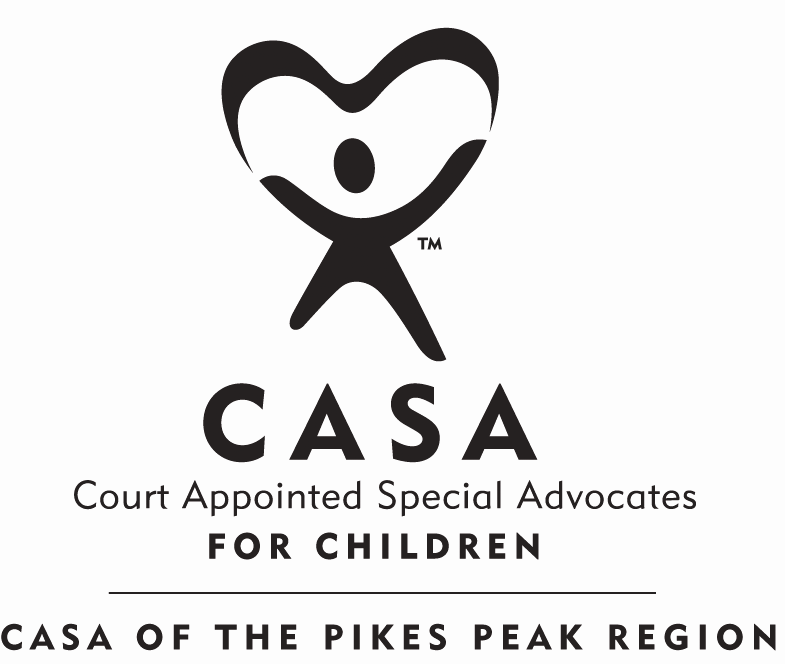 TM
CASA
Court Appointed Special Advocates
FOR CHILDREN
CASA OF THE PIKES PEAK REGION